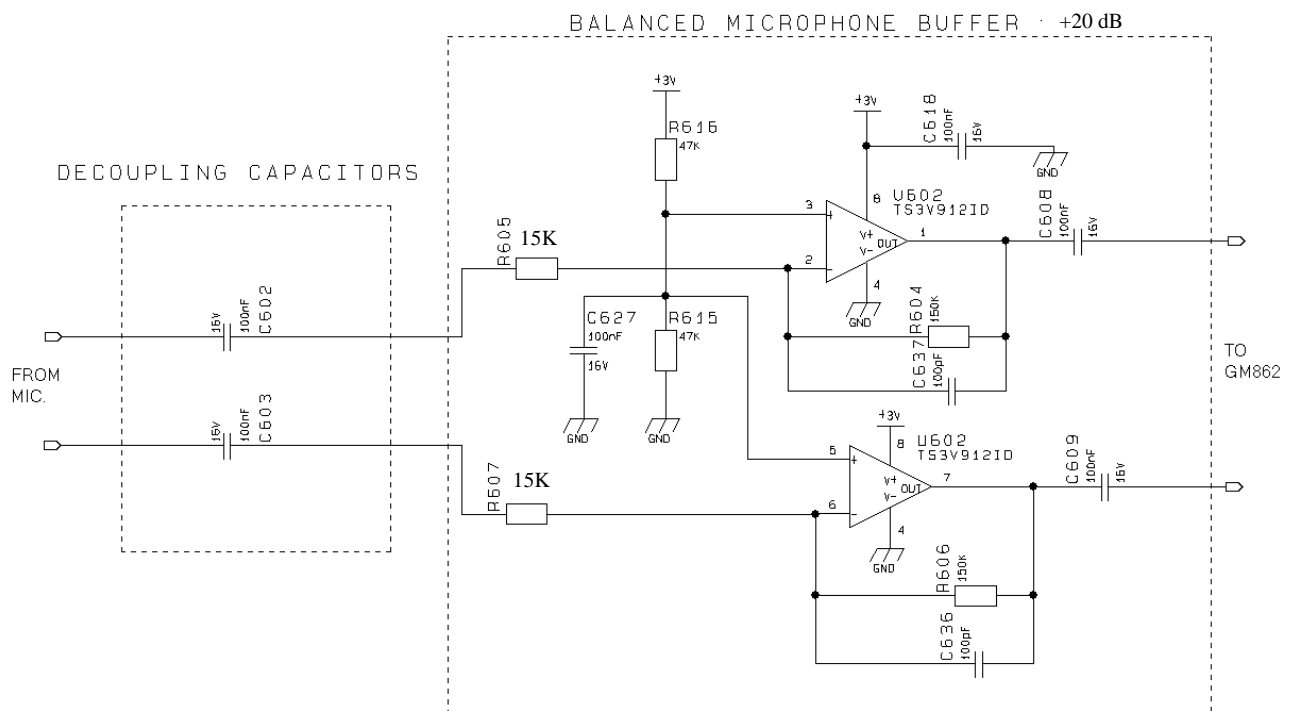 BALANCED MICROPHONE BUFFER · +20 dB
DECOUPLING CAPACITORS
+3V
R616
47K
+3V
C618
100nF
16V
GND
U602
TS3V912ID
3
+
2
-
8
V+
V-
OUT
1
4
GND
C608
100nF
16V
R605
15K
C602
16V
100nF
C627
100nF
16V
GND
R615
47K
GND
R604
150K
C637
100pF
FROM
MIC.
TO
GM862
C603
16V
100nF
R607
15K
+3V
8
U602
TS3V912ID
5
+
6
-
V+
V-
OUT
7
4
GND
C609
100nF
16V
R606
150K
C636
100pF